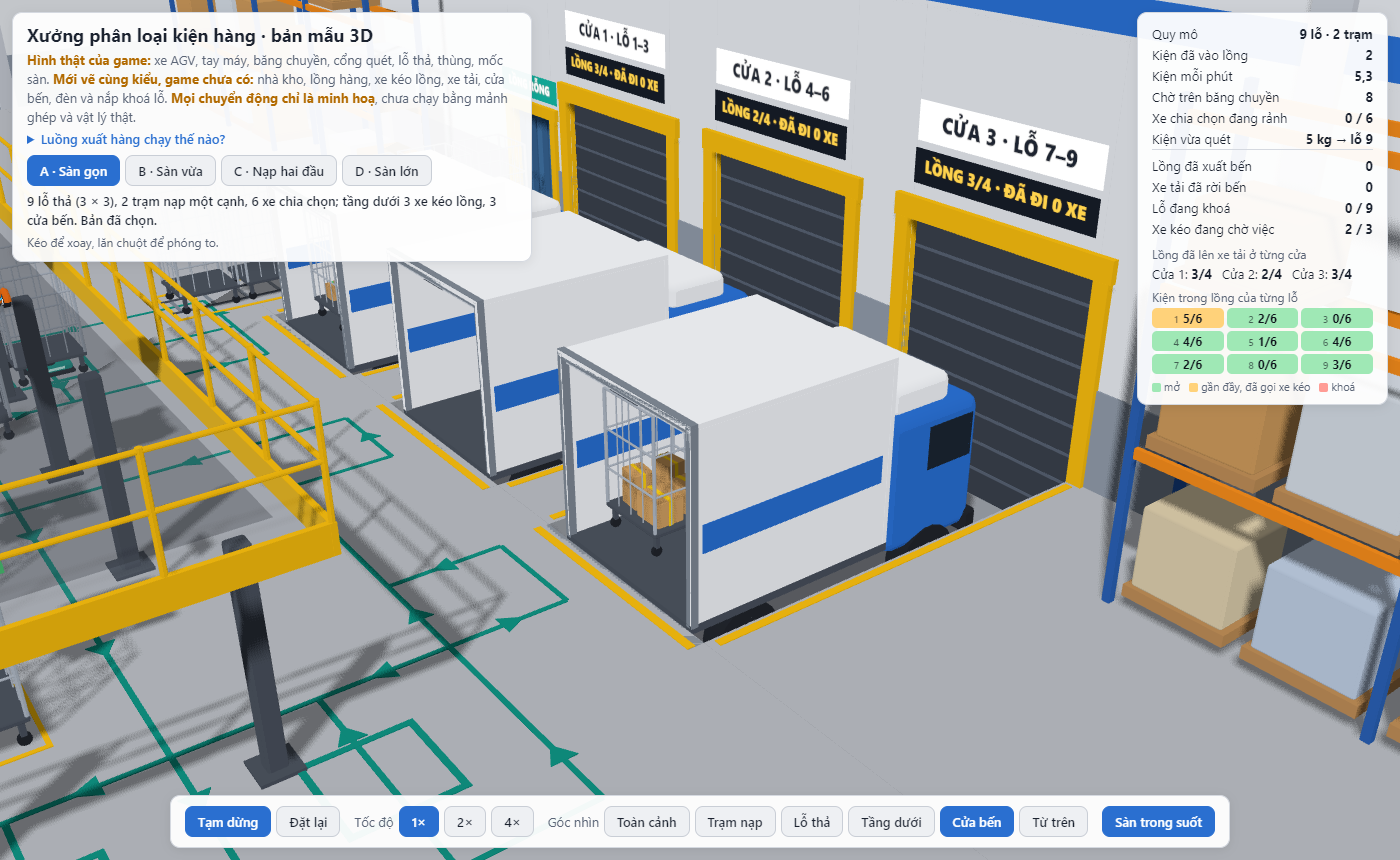 Xưởng phân loại kiện hàng · bản mẫu 3D
Hình thật của game: xe AGV, tay máy, băng chuyền, cổng quét, lỗ thả, thùng, mốc
sàn. Mới vẽ cùng kiểu, game chưa có: nhà kho, lồng hàng, xe kéo lồng, xe tải, cửa
bến, đèn và nắp khoá lỗ. Mọi chuyển động chỉ là minh hoạ, chưa chạy bằng mảnh
ghép và vật lý thật.
▶ Luồng xuất hàng chạy thế nào?
A · Sàn gọn
B · Sàn vừa
C · Nạp hai đầu
D · Sàn lớn
9 lỗ thả (3 × 3), 2 trạm nạp một cạnh, 6 xe chia chọn; tầng dưới 3 xe kéo lồng, 3
cửa bến. Bản đã chọn.
Kéo để xoay, lăn chuột để phóng to.
CỬA 1 · LỖ 1–3
LỒNG 3/4 · ĐÃ ĐI 0 XE
CỬA 2 · LỖ 4–6
LỒNG 2/4 · ĐÃ ĐI 0 XE
CỬA 3 · LỖ 7–9
LỒNG 3/4 · ĐÃ ĐI 0 XE
Quy mô 9 lỗ · 2 trạm
Kiện đã vào lồng 2
Kiện mỗi phút 5,3
Chờ trên băng chuyền 8
Xe chia chọn đang rảnh 0 / 6
Kiện vừa quét 5 kg → lỗ 9
Lồng đã xuất bến 0
Xe tải đã rời bến 0
Lỗ đang khoá 0 / 9
Xe kéo đang chờ việc 2 / 3
Lồng đã lên xe tải ở từng cửa
Cửa 1: 3/4 Cửa 2: 2/4 Cửa 3: 3/4
Kiện trong lồng của từng lỗ
1 5/6 2 2/6 3 0/6
4 4/6 5 1/6 6 4/6
7 2/6 8 0/6 9 3/6
mở gần đầy, đã gọi xe kéo khoá
Tạm dừng
Đặt lại
Tốc độ
1×
2×
4×
Góc nhìn
Toàn cảnh
Trạm nạp
Lỗ thả
Tầng dưới
Cửa bến
Từ trên
Sàn trong suốt